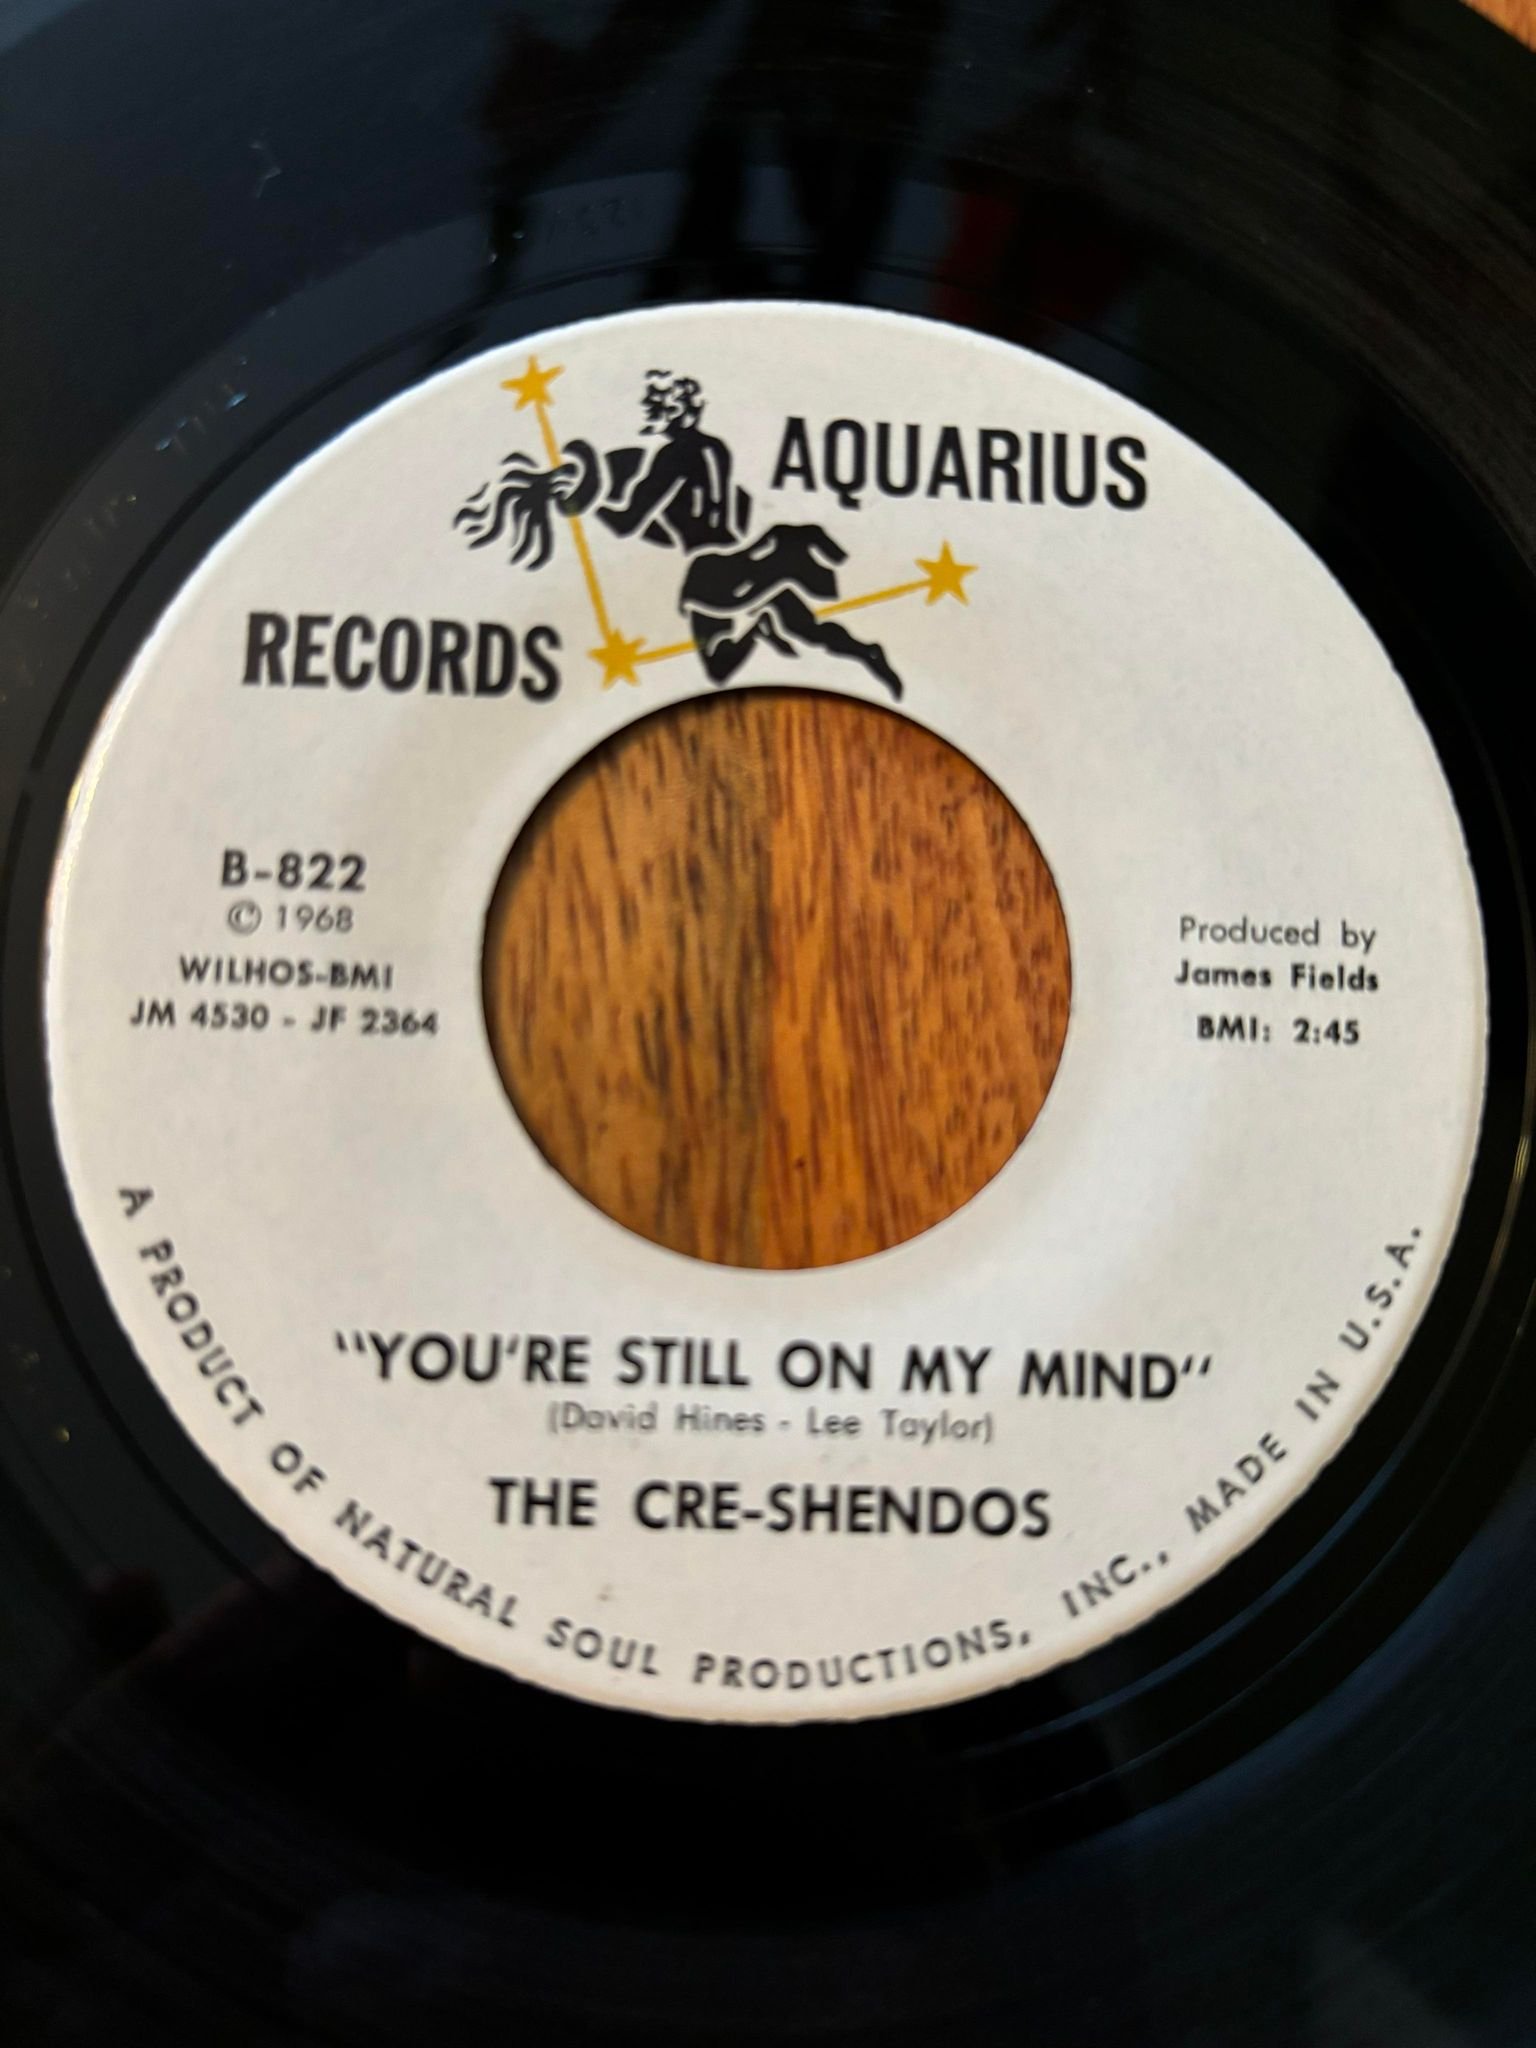 AQUARIUS
RECORDS
B-822
© 1968
WILHOS-BMI
JM 4530 - JF 2364
Produced by
James Fields
BMI: 2:45
"YOU'RE STILL ON MY MIND"
(David Hines - Lee Taylor)
THE CRE-SHENDOS
A PRODUCT OF NATURAL SOUL PRODUCTIONS, INC., MADE IN U.S.A.